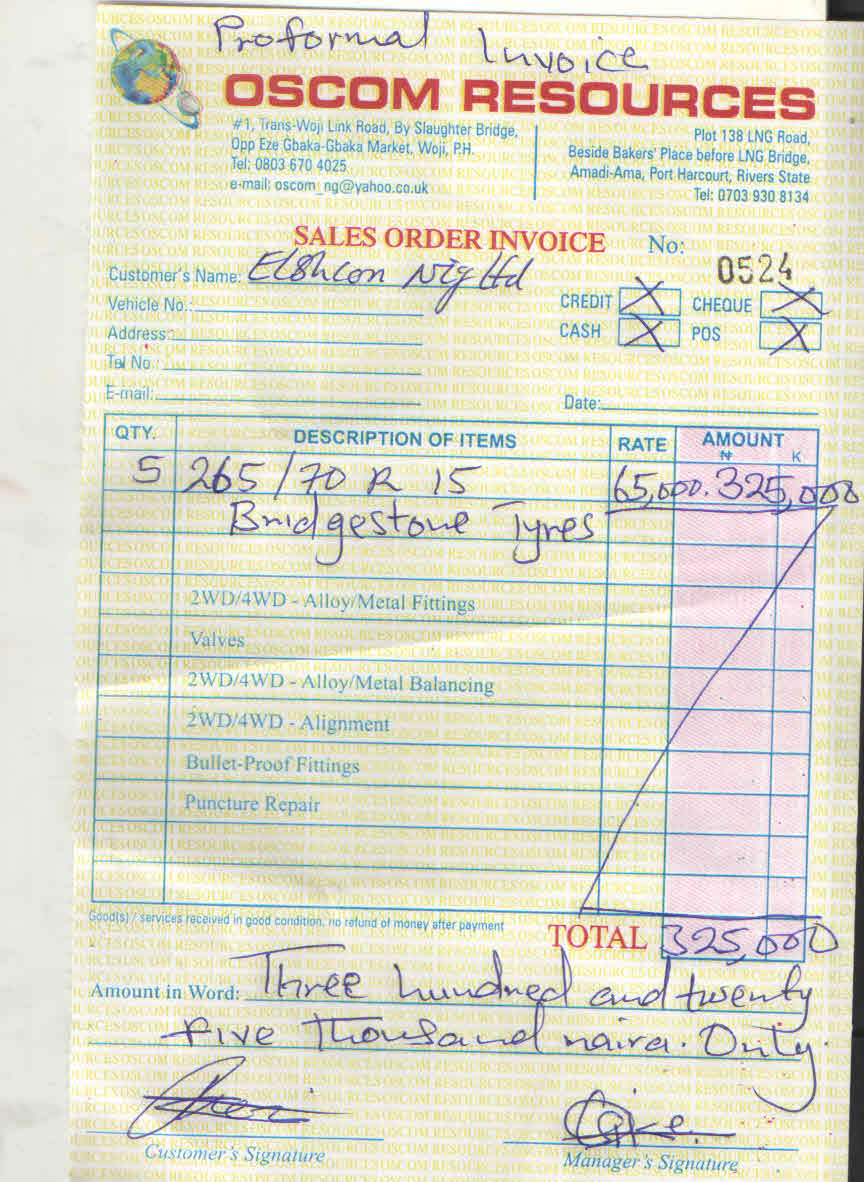 Proformal Invoice
OSCOM RESOURCES
#1, Trans-Woji Link Road, By Slaughter Bridge,
Opp Eze Gbaka-Gbaka Market, Woji, P.H.
Tel: 0803 670 4025
e-mail: oscom_ng@yahoo.co.uk
Plot 138 LNG Road,
Beside Bakers' Place before LNG Bridge,
Amadi-Ama, Port Harcourt, Rivers State
Tel: 0703 930 8134
SALES ORDER INVOICE No: 0524
Customer's Name: Elshcon Nig Ltd
Vehicle No.:
Address:
Tel No.:
E-mail:
CREDIT X CHEQUE X
CASH X POS X
Date:
QTY. DESCRIPTION OF ITEMS RATE AMOUNT
₦ K
5 265/70 R 15 65,000. 325,000
Bridgestone Tyres
2WD/4WD - Alloy/Metal Fittings
Valves
2WD/4WD - Alloy/Metal Balancing
2WD/4WD - Alignment
Bullet-Proof Fittings
Puncture Repair
Good(s) / services received in good condition, no refund of money after payment
TOTAL 325,000
Amount in Word: Three hundred and twenty
five Thousand naira. Only.
Customer's Signature
Manager's Signature